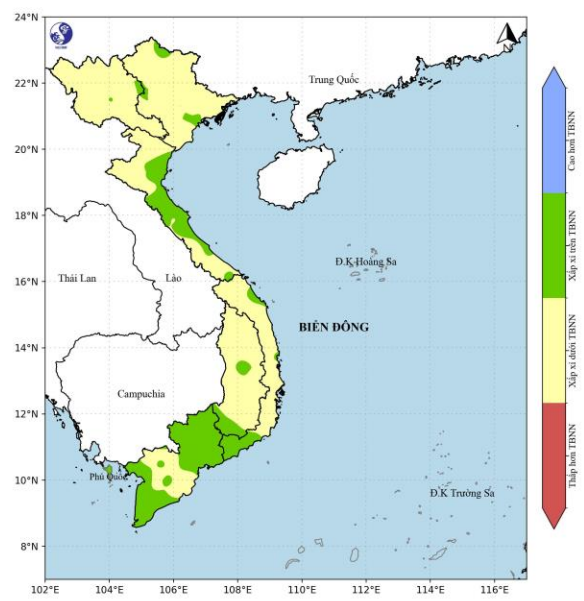 24°N
22°N
20°N
18°N
16°N
14°N
12°N
10°N
8°N
102°E
104°E
106°E
108°E
110°E
112°E
114°E
116°E
Trung Quốc
Đ.K Hoàng Sa
Thái Lan
Lào
BIỂN ĐÔNG
Campuchia
Phú Quốc
Đ.K Trường Sa
Cao hơn TBNN
Xấp xỉ trên TBNN
Xấp xỉ dưới TBNN
Thấp hơn TBNN